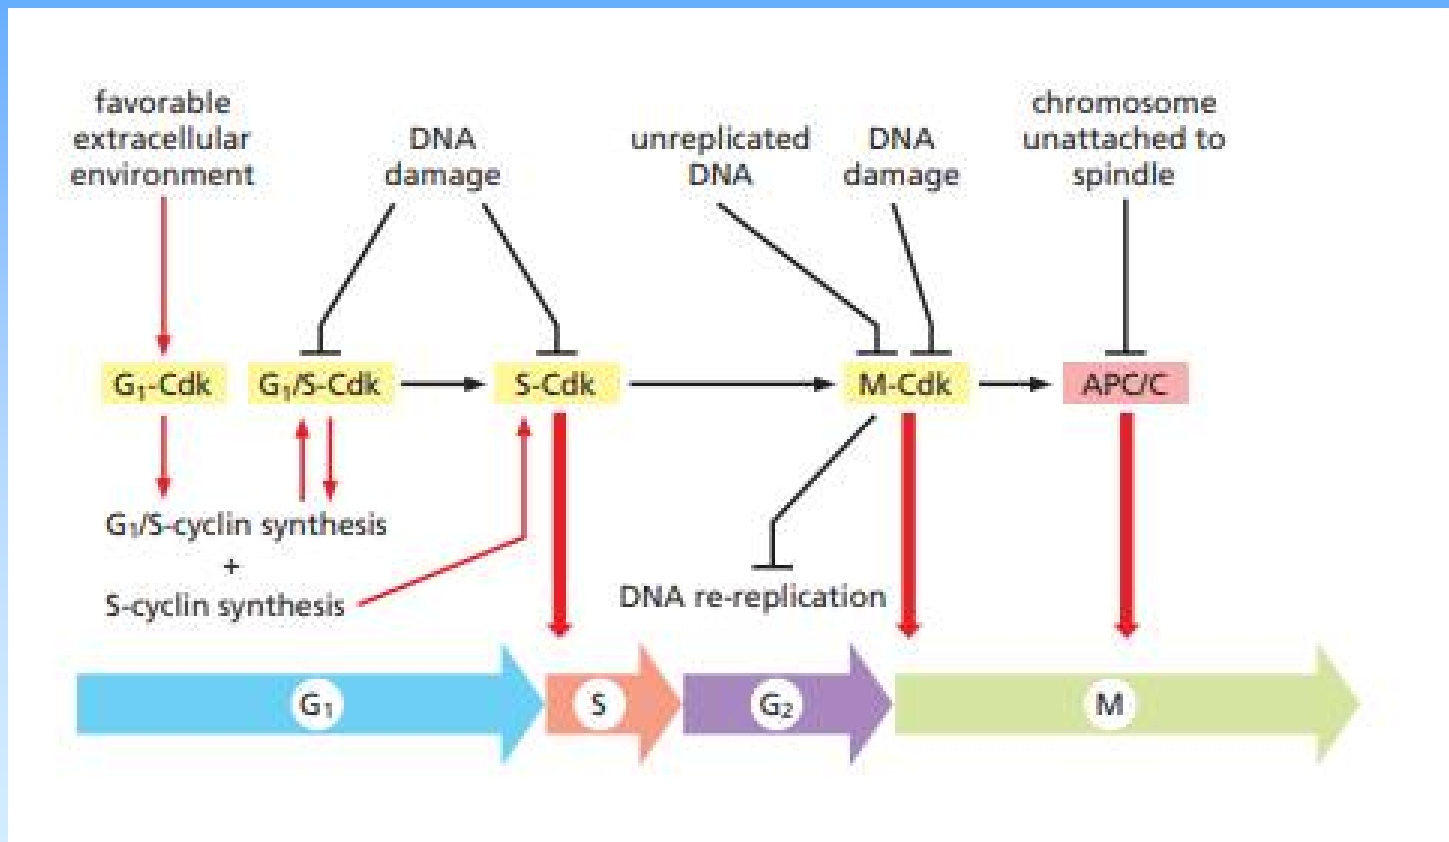 favorable
extracellular
environment
DNA
damage
unreplicated
DNA
DNA
damage
chromosome
unattached to
spindle
G₁-Cdk
G₁/S-Cdk
S-Cdk
M-Cdk
APC/C
G₁/S-cyclin synthesis
+
S-cyclin synthesis
DNA re-replication
G₁
S
G₂
M